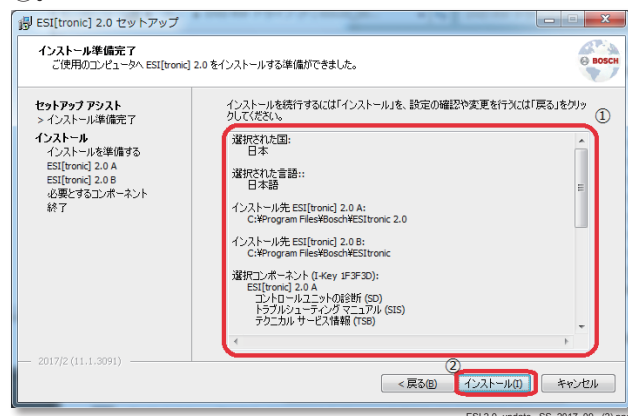 ESI[tronic] 2.0 セットアップ
インストール準備完了
ご使用のコンピュータへ ESI[tronic] 2.0 をインストールする準備ができました。
BOSCH
セトアップ アシスト
> インストール準備完了
インストール
インストールを準備する
ESI[tronic] 2.0 A
ESI[tronic] 2.0 B
必要とするコンポーネント
終了
インストールを続行するには「インストール」を、設定の確認や変更を行うには「戻る」をクリックしてください。
①
選択された国:
日本
選択された言語::
日本語
インストール先 ESI[tronic] 2.0 A:
C:¥Program Files¥Bosch¥ESItronic 2.0
インストール先 ESI[tronic] 2.0 B:
C:¥Program Files¥Bosch¥ESItronic
選択コンポーネント (I-Key 1F3F3D):
ESI[tronic] 2.0 A
コントロールユニットの診断 (SD)
トラブルシューティング マニュアル (SIS)
テクニカル サービス情報 (TSB)
2017/2 (11.1.3091)
②
< 戻る(B)
インストール(I)
キャンセル